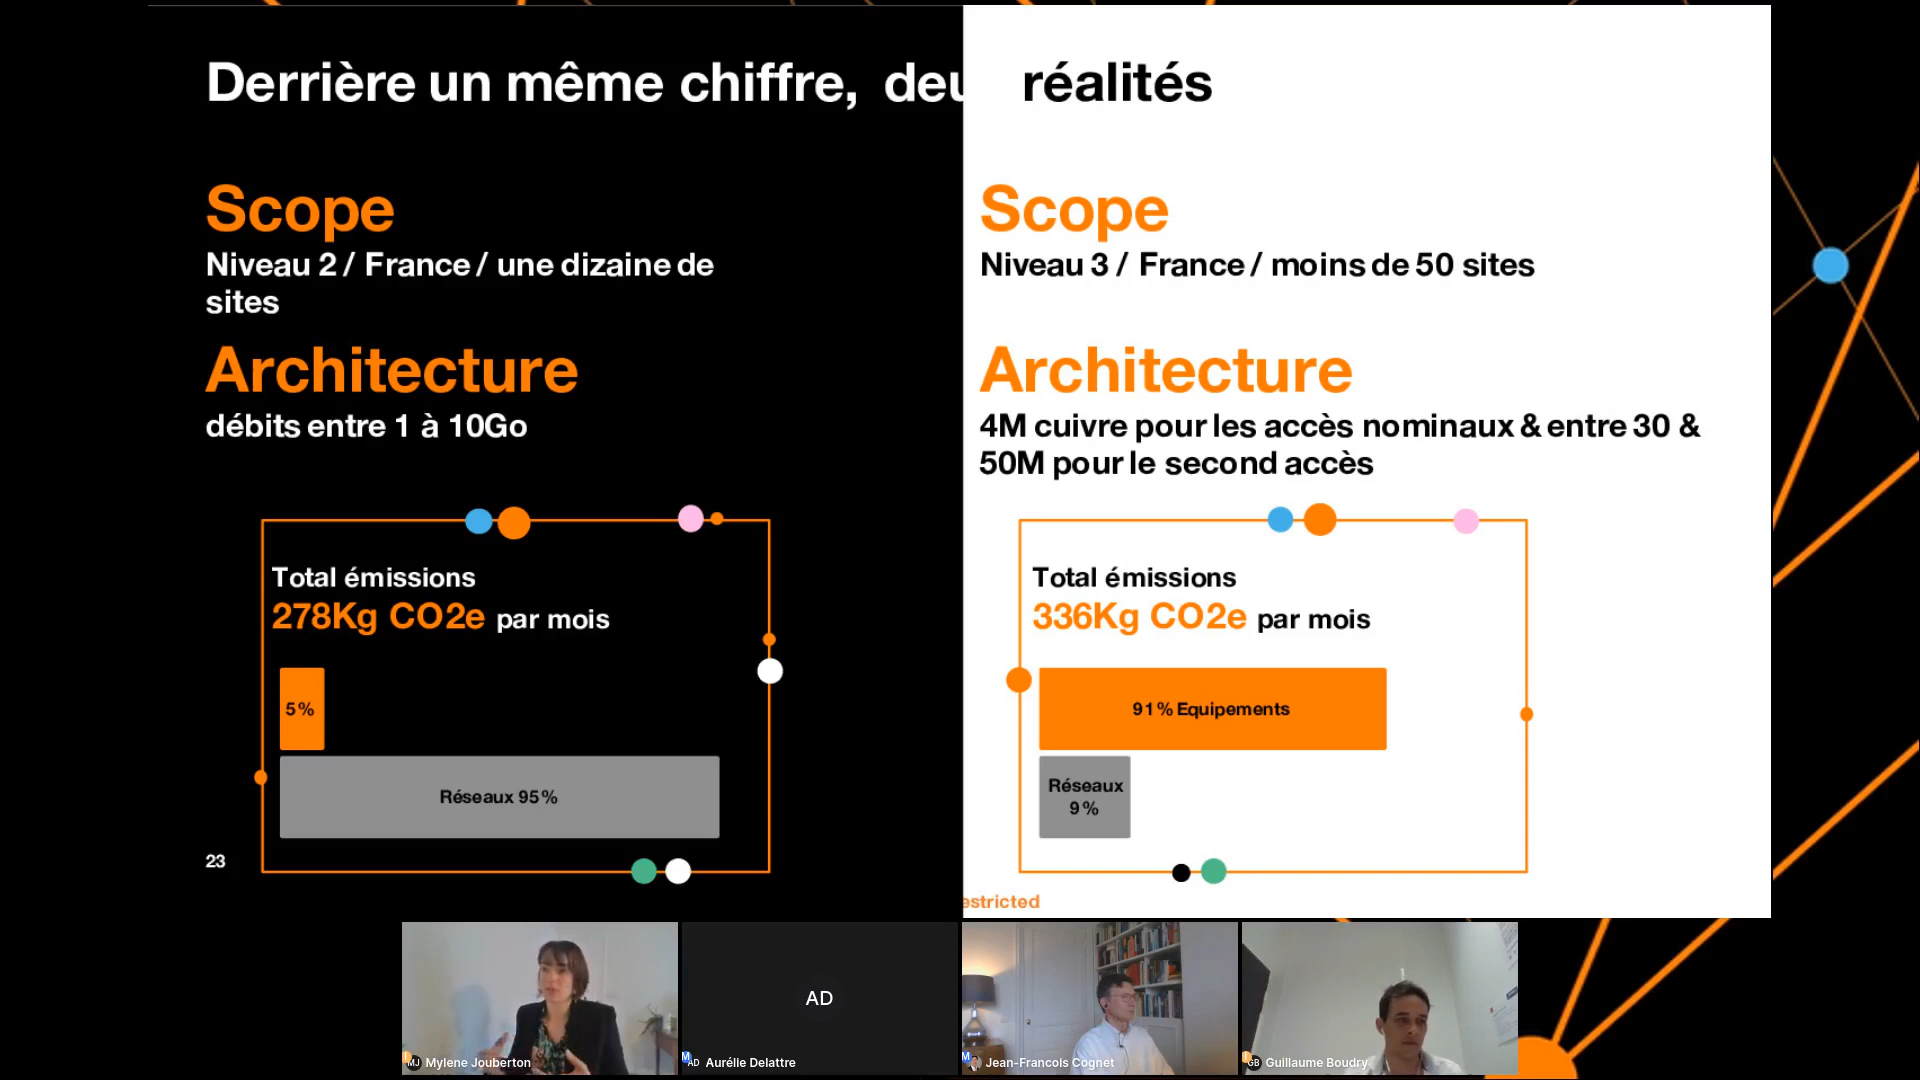 Derrière un même chiffre, deu réalités
Scope
Niveau 2 / France / une dizaine de
sites
Architecture
débits entre 1 à 10Go
Total émissions
278Kg CO2e par mois
5%
Réseaux 95%
23
Scope
Niveau 3 / France / moins de 50 sites
Architecture
4M cuivre pour les accès nominaux & entre 30 &
50M pour le second accès
Total émissions
336Kg CO2e par mois
91% Equipements
Réseaux
9%
estricted
AD
MJ Mylene Jouberton
M AD Aurélie Delattre
M Jean-Francois Cognet
GB Guillaume Boudry